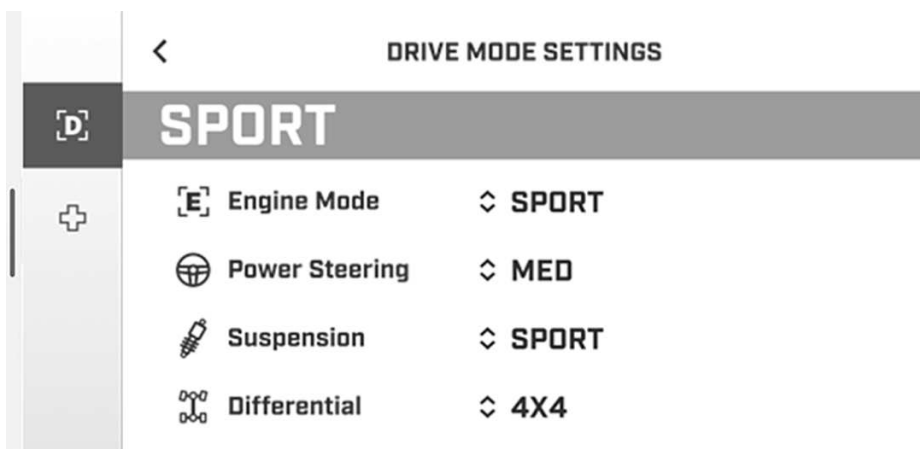 DRIVE MODE SETTINGS
[D]
SPORT
[E] Engine Mode SPORT
Power Steering MED
Suspension SPORT
Differential 4X4